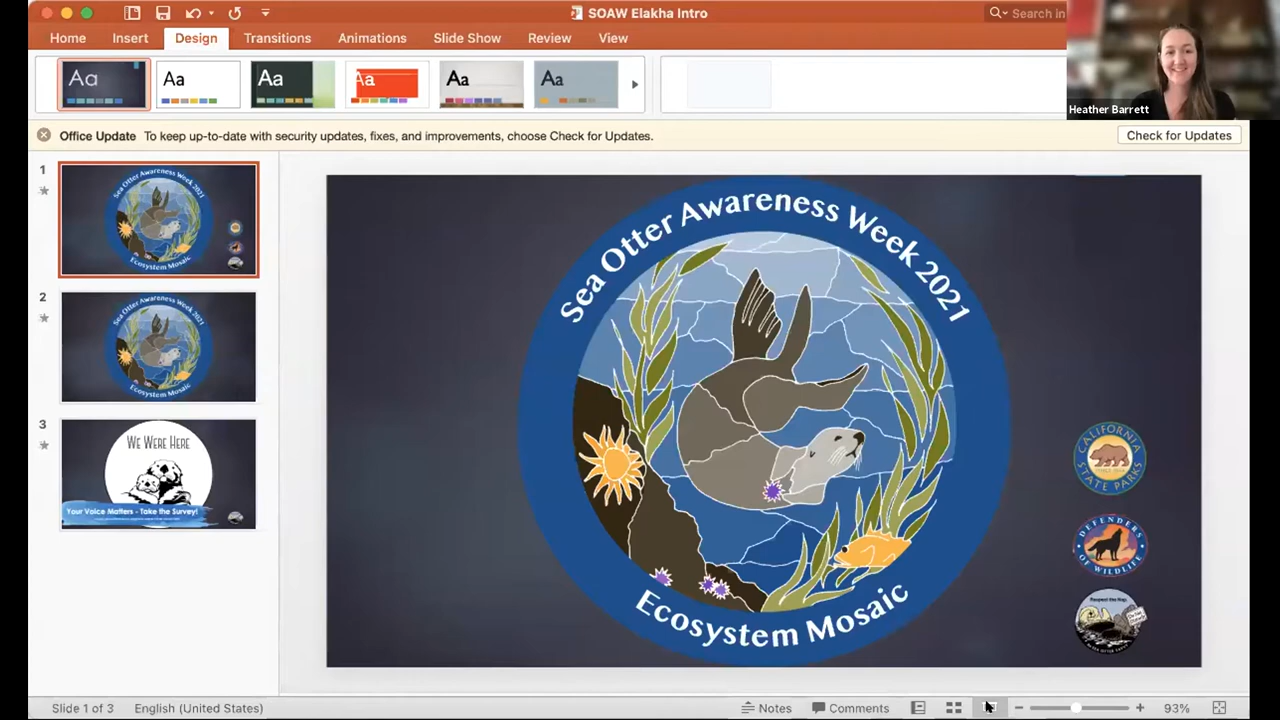 SOAW Elakha Intro
Search in
Home Insert Design Transitions Animations Slide Show Review View
Aa Aa Aa Aa Aa Aa
Heather Barrett
Office Update To keep up-to-date with security updates, fixes, and improvements, choose Check for Updates.
Check for Updates
1
Sea Otter Awareness Week 2021
Ecosystem Mosaic
2
Sea Otter Awareness Week 2021
Ecosystem Mosaic
3
WE WERE HERE
Your Voice Matters - Take the Survey!
Sea Otter Awareness Week 2021
Ecosystem Mosaic
CALIFORNIA
STATE PARKS
DEFENDERS
OF WILDLIFE
Respect the Nap
Slide 1 of 3 English (United States) Notes Comments 93%